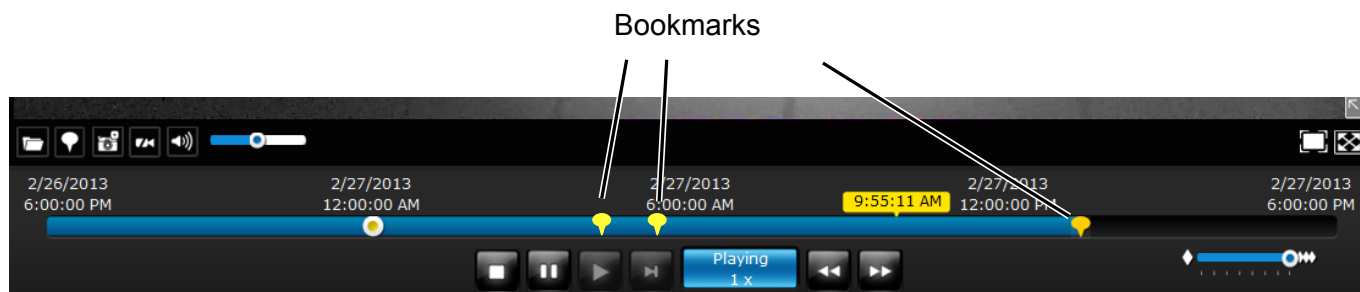 Bookmarks
2/26/2013
6:00:00 PM
2/27/2013
12:00:00 AM
2/27/2013
6:00:00 AM
9:55:11 AM
2/27/2013
12:00:00 PM
2/27/2013
6:00:00 PM
Playing
1 x